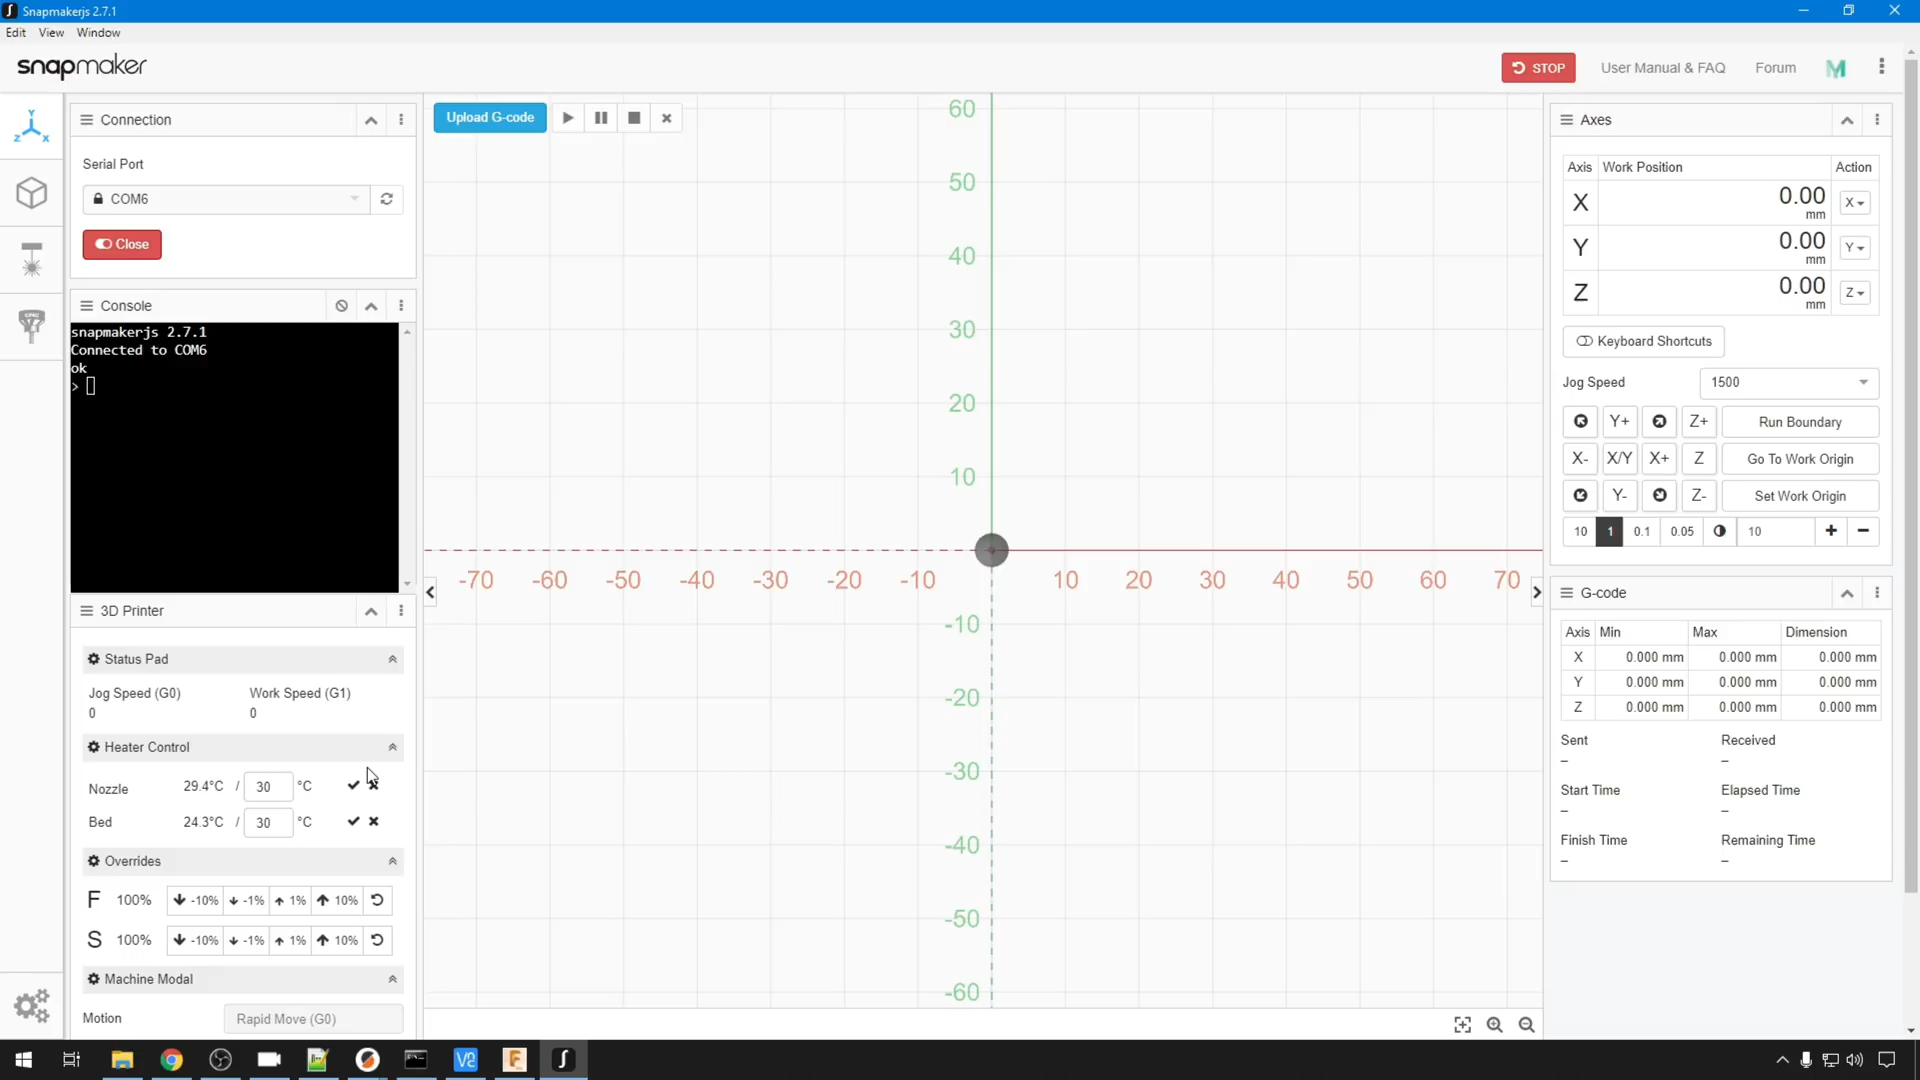 Snapmakerjs 2.7.1
Edit View Window
snapmaker
STOP
User Manual & FAQ
Forum
Connection
Serial Port
COM6
Close
Console
snapmakerjs 2.7.1
Connected to COM6
ok
>
3D Printer
Status Pad
Jog Speed (G0) Work Speed (G1)
0 0
Heater Control
Nozzle 29.4°C / 30 °C
Bed 24.3°C / 30 °C
Overrides
F 100% -10% -1% 1% 10%
S 100% -10% -1% 1% 10%
Machine Modal
Motion Rapid Move (G0)
Upload G-code
60
50
40
30
20
10
-70 -60 -50 -40 -30 -20 -10 10 20 30 40 50 60 70
-10
-20
-30
-40
-50
-60
Axes
Axis Work Position Action
X 0.00 mm X
Y 0.00 mm Y
Z 0.00 mm Z
Keyboard Shortcuts
Jog Speed 1500
Y+ Z+ Run Boundary
X- X/Y X+ Z Go To Work Origin
Y- Z- Set Work Origin
10 1 0.1 0.05 10
G-code
Axis Min Max Dimension
X 0.000 mm 0.000 mm 0.000 mm
Y 0.000 mm 0.000 mm 0.000 mm
Z 0.000 mm 0.000 mm 0.000 mm
Sent Received
– –
Start Time Elapsed Time
– –
Finish Time Remaining Time
– –